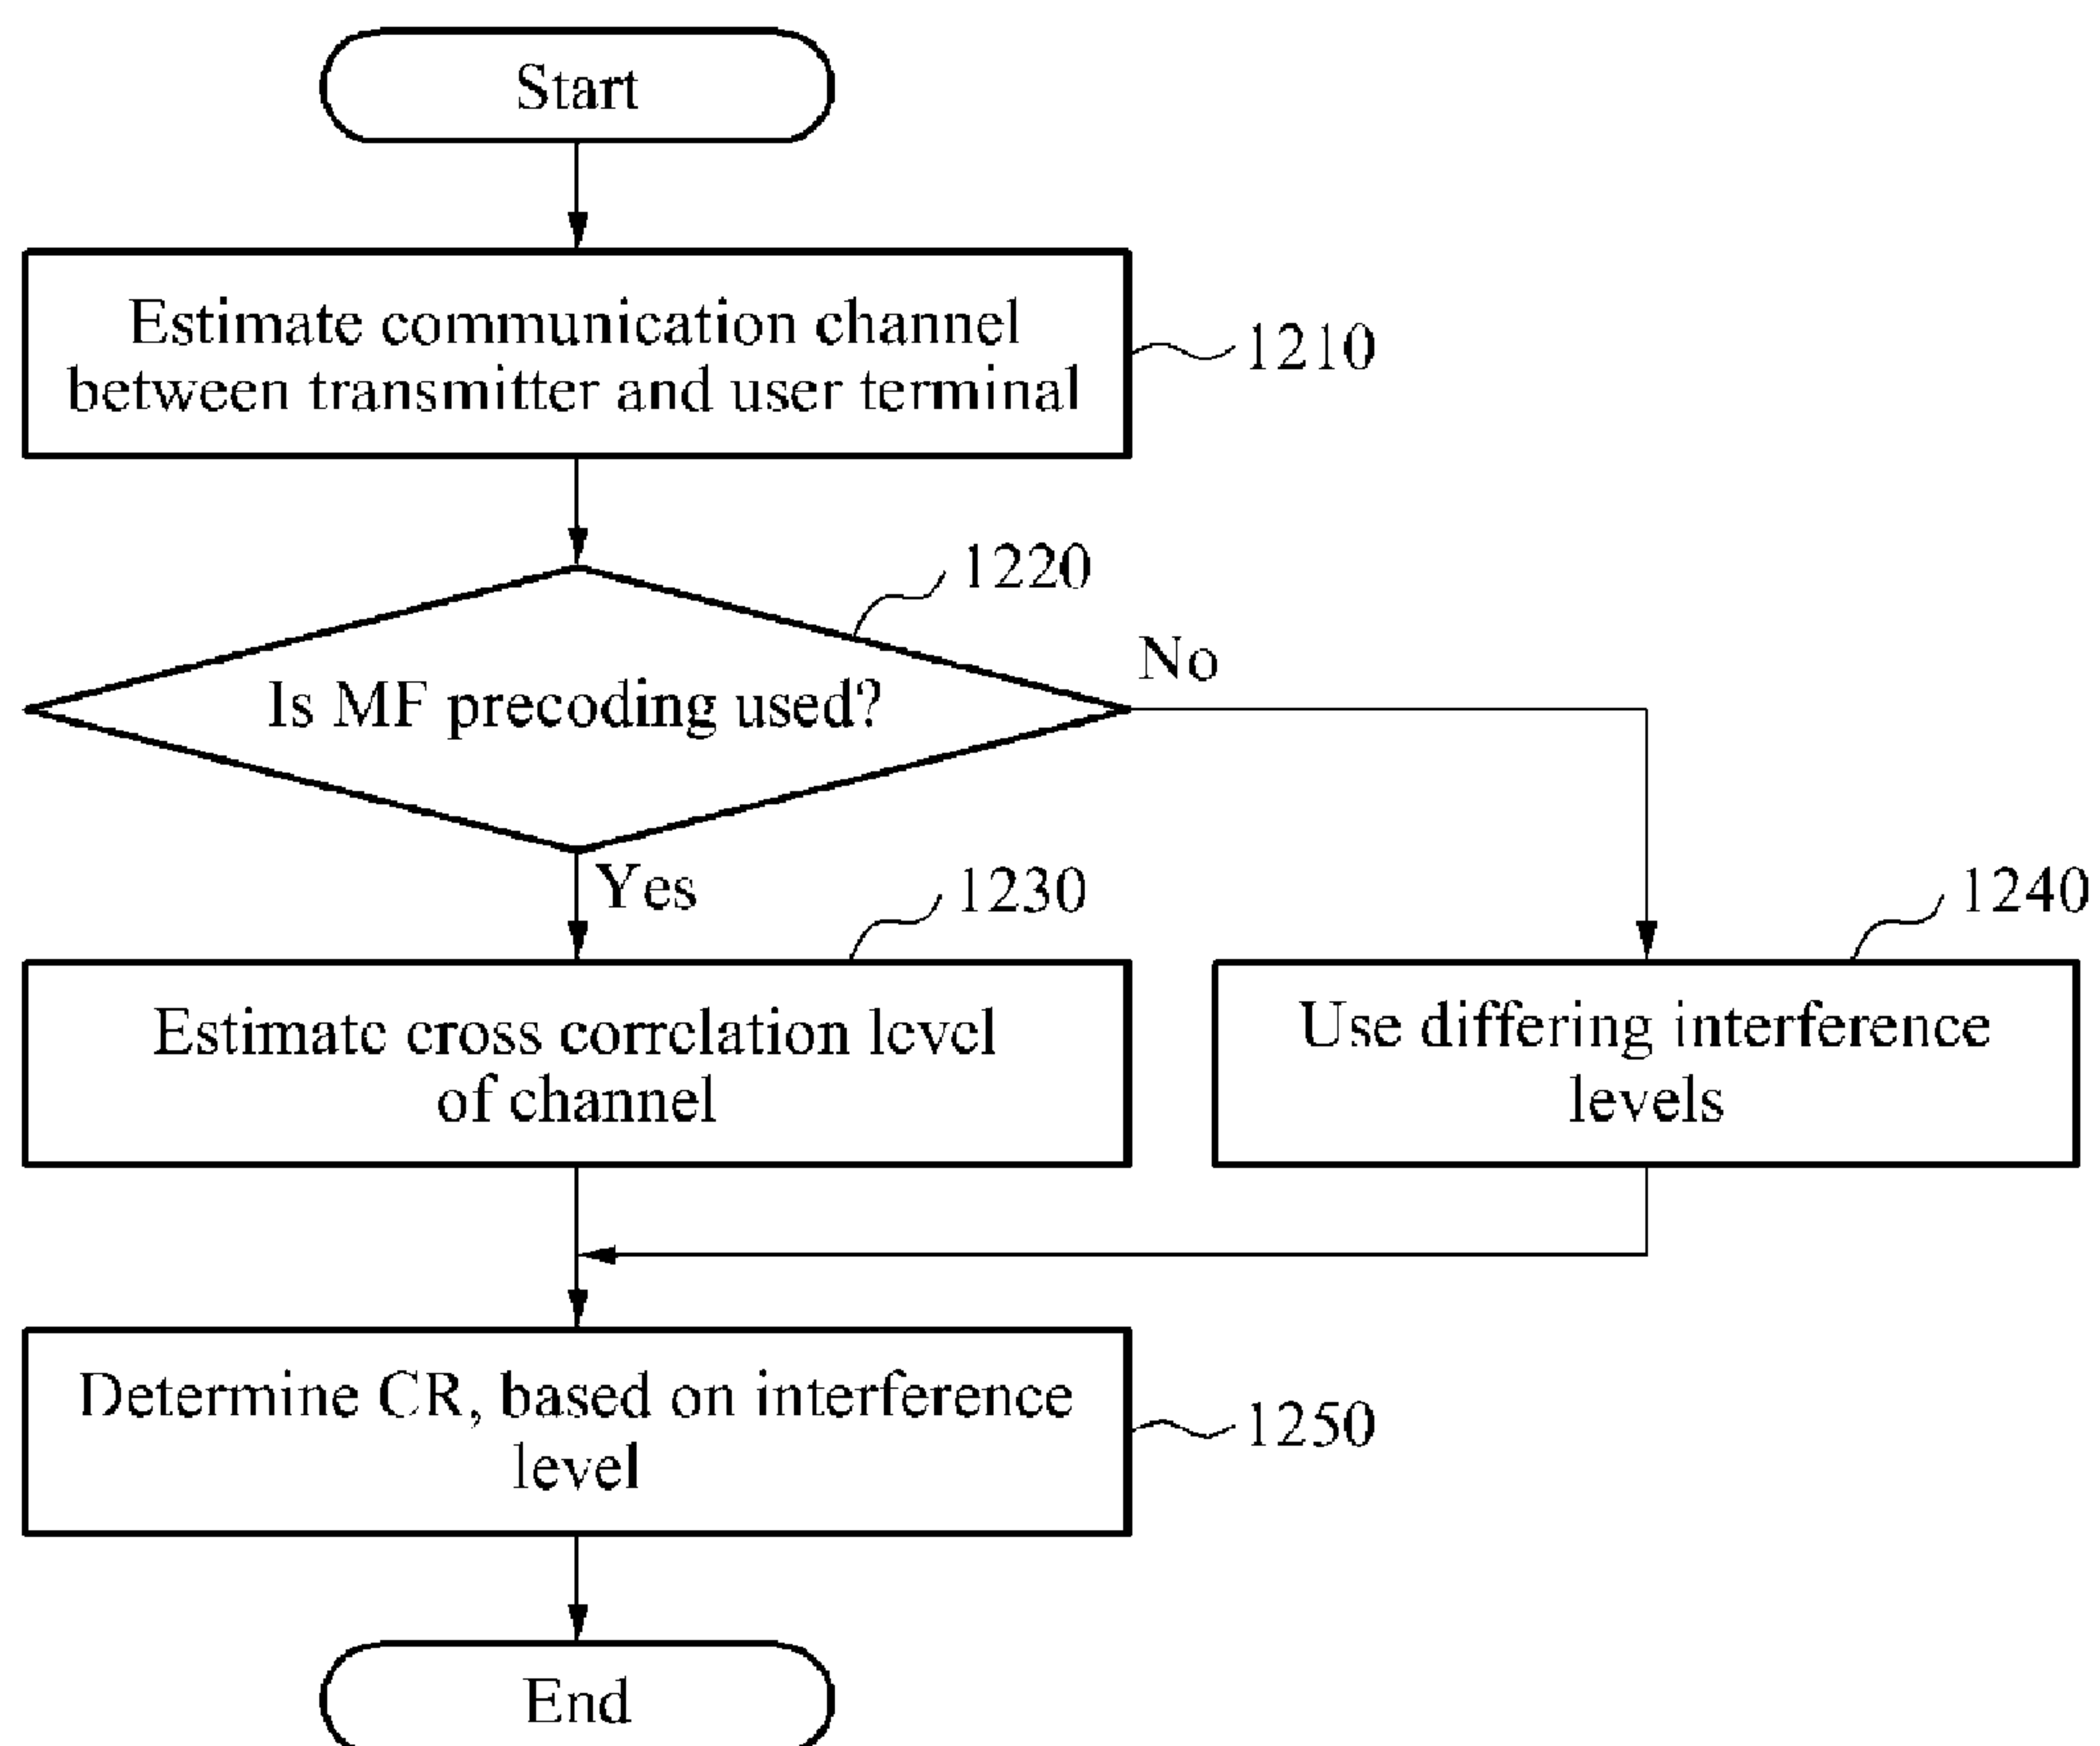 Start
Estimate communication channel
between transmitter and user terminal
1210
1220
Is MF precoding used?
No
Yes
1230
1240
Estimate cross correlation level
of channel
Use differing interference
levels
Determine CR, based on interference
level
1250
End